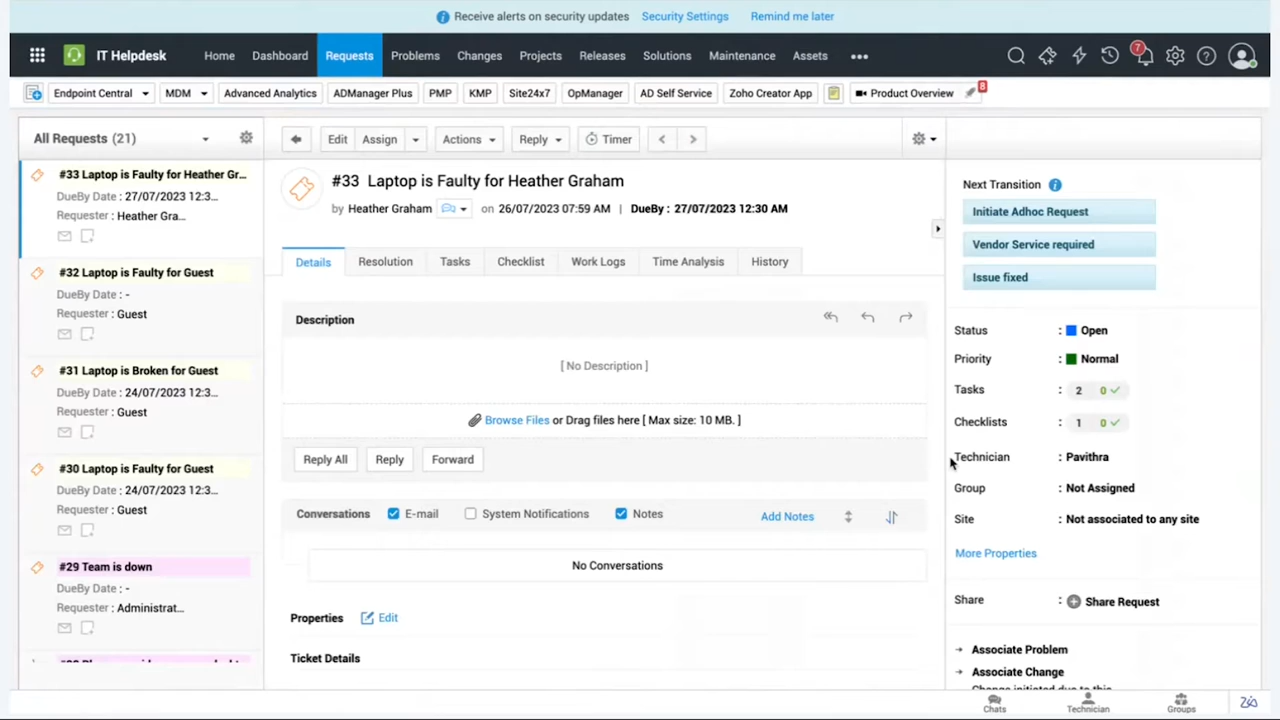 Receive alerts on security updates Security Settings Remind me later
IT Helpdesk Home Dashboard Requests Problems Changes Projects Releases Solutions Maintenance Assets 7
Endpoint Central MDM Advanced Analytics ADManager Plus PMP KMP Site24x7 OpManager AD Self Service Zoho Creator App Product Overview 8
All Requests (21)
Edit Assign Actions Reply Timer
#33 Laptop is Faulty for Heather Gr...
DueBy Date : 27/07/2023 12:3...
Requester : Heather Gra...
#32 Laptop is Faulty for Guest
DueBy Date : -
Requester : Guest
#31 Laptop is Broken for Guest
DueBy Date : 24/07/2023 12:3...
Requester : Guest
#30 Laptop is Faulty for Guest
DueBy Date : 24/07/2023 12:3...
Requester : Guest
#29 Team is down
DueBy Date : -
Requester : Administrat...
#33 Laptop is Faulty for Heather Graham
by Heather Graham on 26/07/2023 07:59 AM | DueBy : 27/07/2023 12:30 AM
Details Resolution Tasks Checklist Work Logs Time Analysis History
Description
[ No Description ]
Browse Files or Drag files here [ Max size: 10 MB. ]
Reply All Reply Forward
Conversations E-mail System Notifications Notes Add Notes
No Conversations
Properties Edit
Ticket Details
Next Transition
Initiate Adhoc Request
Vendor Service required
Issue fixed
Status : Open
Priority : Normal
Tasks : 2 0
Checklists : 1 0
Technician : Pavithra
Group : Not Assigned
Site : Not associated to any site
More Properties
Share : Share Request
Associate Problem
Associate Change
Change initiated due to this
Chats Technician Groups Zia